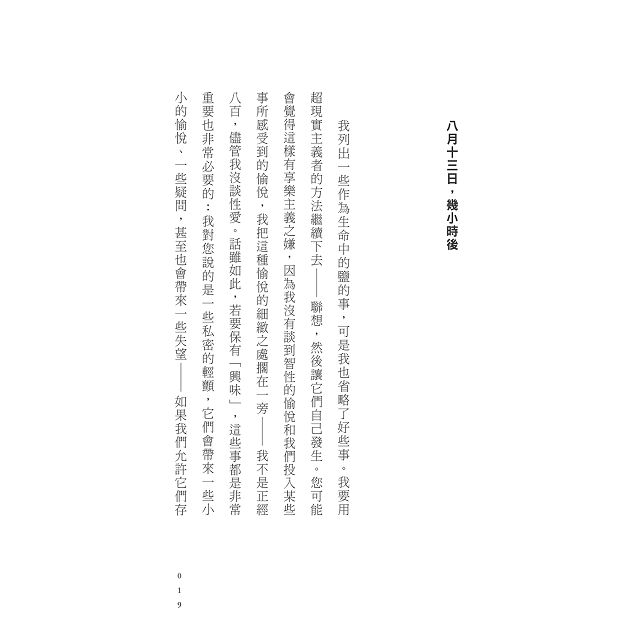 八月十三日，幾小時後
我列出一些作為生命中的鹽的事，可是我也省略了好些事。我要用
超現實主義者的方法繼續下去——聯想，然後讓它們自己發生。您可能
會覺得這樣有享樂主義之嫌，因為我沒有談到智性的愉悅和我們投入某些
事所感受到的愉悅，我把這種愉悅的細緻之處擱在一旁——我不是正經
八百，儘管我沒談性愛。話雖如此，若要保有「興味」，這些事都是非常
重要也非常必要的：我對您說的是一些私密的輕顫，它們會帶來一些小
小的愉悅、一些疑問，甚至也會帶來一些失望——如果我們允許它們存
019